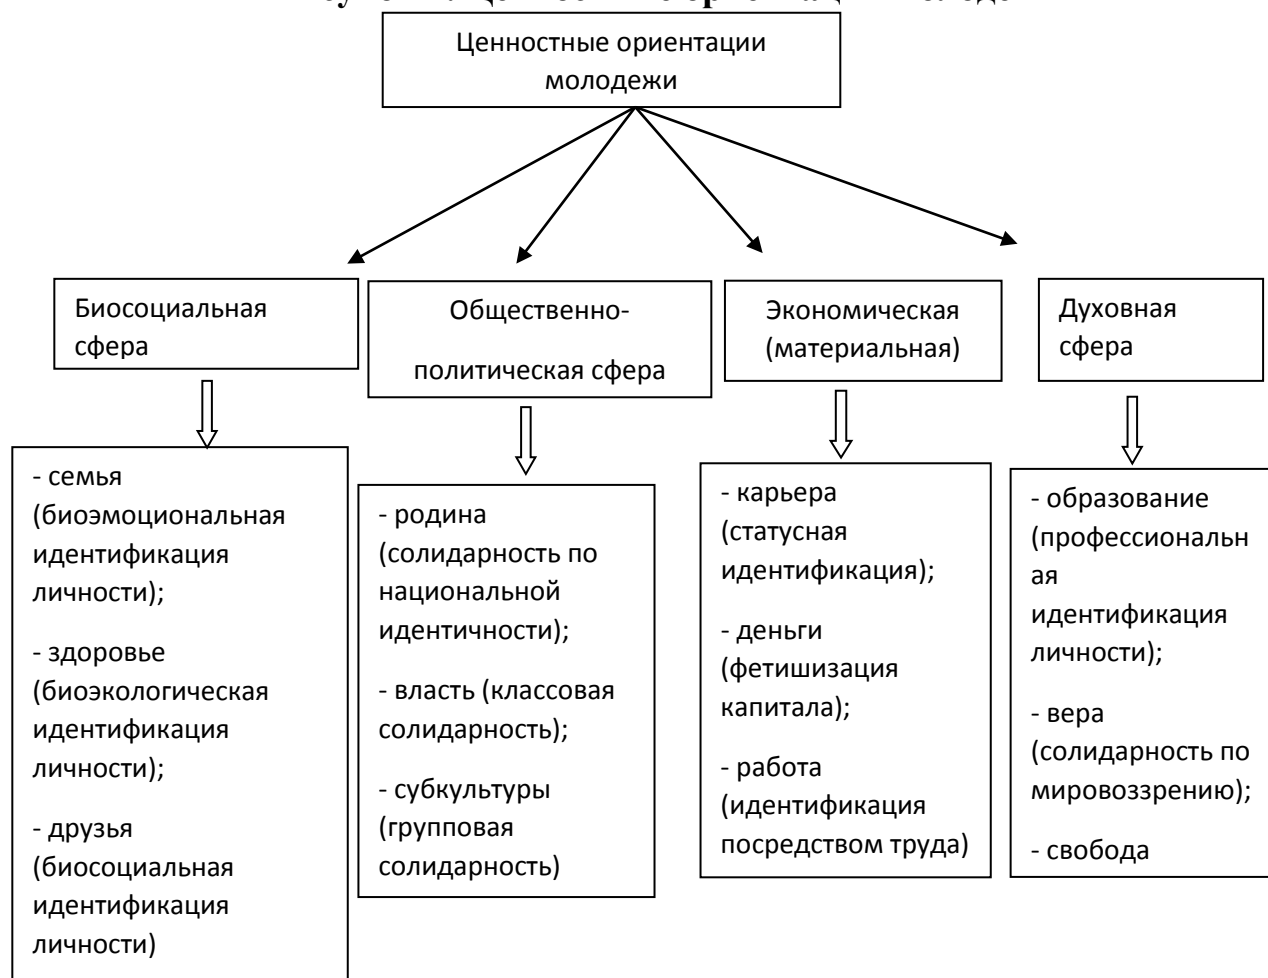 Ценностные ориентации
молодежи
Биосоциальная
сфера
Общественно-
политическая сфера
Экономическая
(материальная)
Духовная
сфера
- семья
(биоэмоциональная
идентификация
личности);
- здоровье
(биоэкологическая
идентификация
личности);
- друзья
(биосоциальная
идентификация
личности)
- родина
(солидарность по
национальной
идентичности);
- власть (классовая
солидарность);
- субкультуры
(групповая
солидарность)
- карьера
(статусная
идентификация);
- деньги
(фетишизация
капитала);
- работа
(идентификация
посредством труда)
- образование
(профессиональн
ая
идентификация
личности);
- вера
(солидарность по
мировоззрению);
- свобода